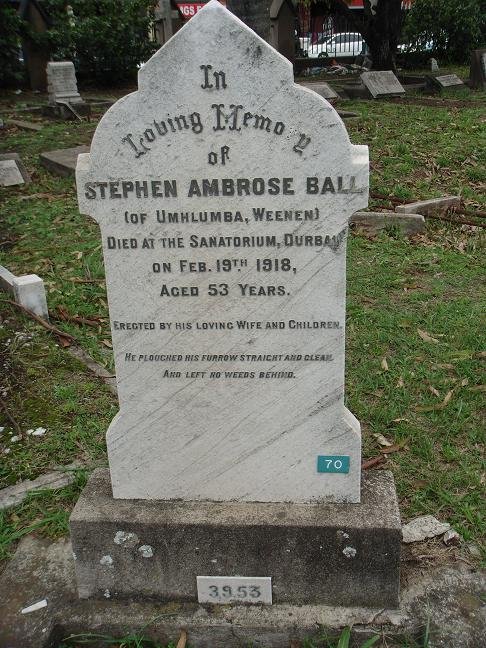 In
Loving Memory
of
STEPHEN AMBROSE BALL
(OF UMHLUMBA, WEENEN)
DIED AT THE SANATORIUM, DURBAN
ON FEB. 19TH 1918,
AGED 53 YEARS.
ERECTED BY HIS LOVING WIFE AND CHILDREN.
HE PLOUGHED HIS FURROW STRAIGHT AND CLEAN
AND LEFT NO WEEDS BEHIND.
70
3953